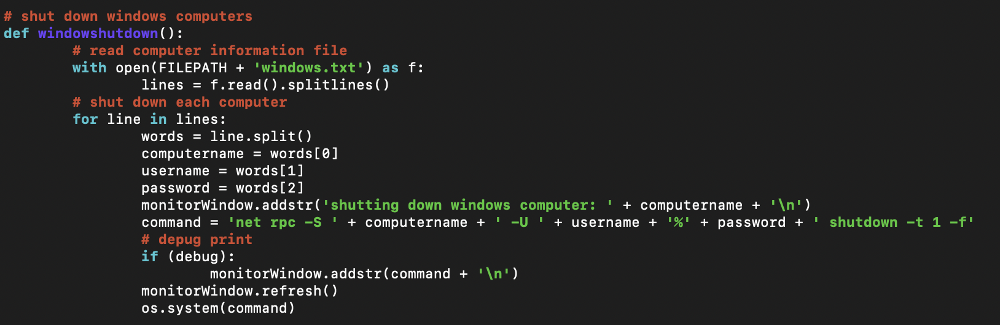 # shut down windows computers
def windowshutdown():
        # read computer information file
        with open(FILEPATH + 'windows.txt') as f:
                lines = f.read().splitlines()
        # shut down each computer
        for line in lines:
                words = line.split()
                computername = words[0]
                username = words[1]
                password = words[2]
                monitorWindow.addstr('shutting down windows computer: ' + computername + '\n')
                command = 'net rpc -S ' + computername + ' -U ' + username + '%' + password + ' shutdown -t 1 -f'
                # depug print
                if (debug):
                        monitorWindow.addstr(command + '\n')
                monitorWindow.refresh()
                os.system(command)